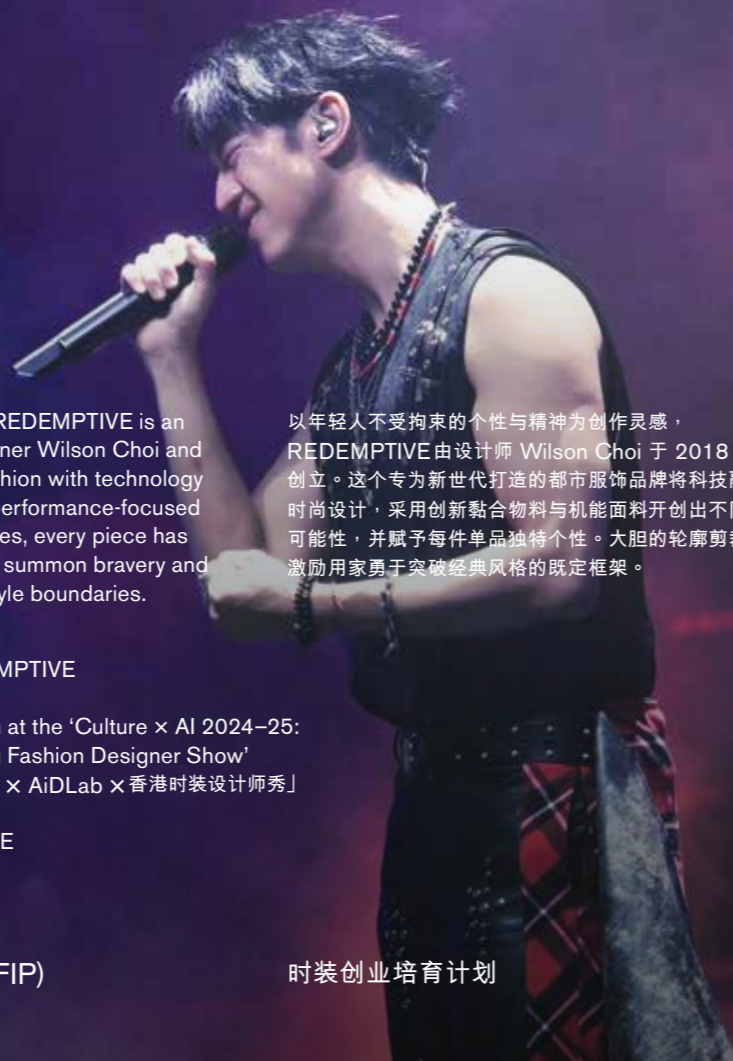 REDEMPTIVE is an
ner Wilson Choi and
hion with technology
erformance-focused
es, every piece has
summon bravery and
yle boundaries.
以年轻人不受拘束的个性与精神为创作灵感，
REDEMPTIVE由设计师 Wilson Choi 于 2018
创立。这个专为新世代打造的都市服饰品牌将科技
时尚设计，采用创新黏合物料与机能面料开创出不
可能性，并赋予每件单品独特个性。大胆的轮廓剪
激励用家勇于突破经典风格的既定框架。
MPTIVE
at the ‘Culture × AI 2024–25:
Fashion Designer Show’
× AiDLab ×香港时装设计师秀」
E
FIP)
时装创业培育计划